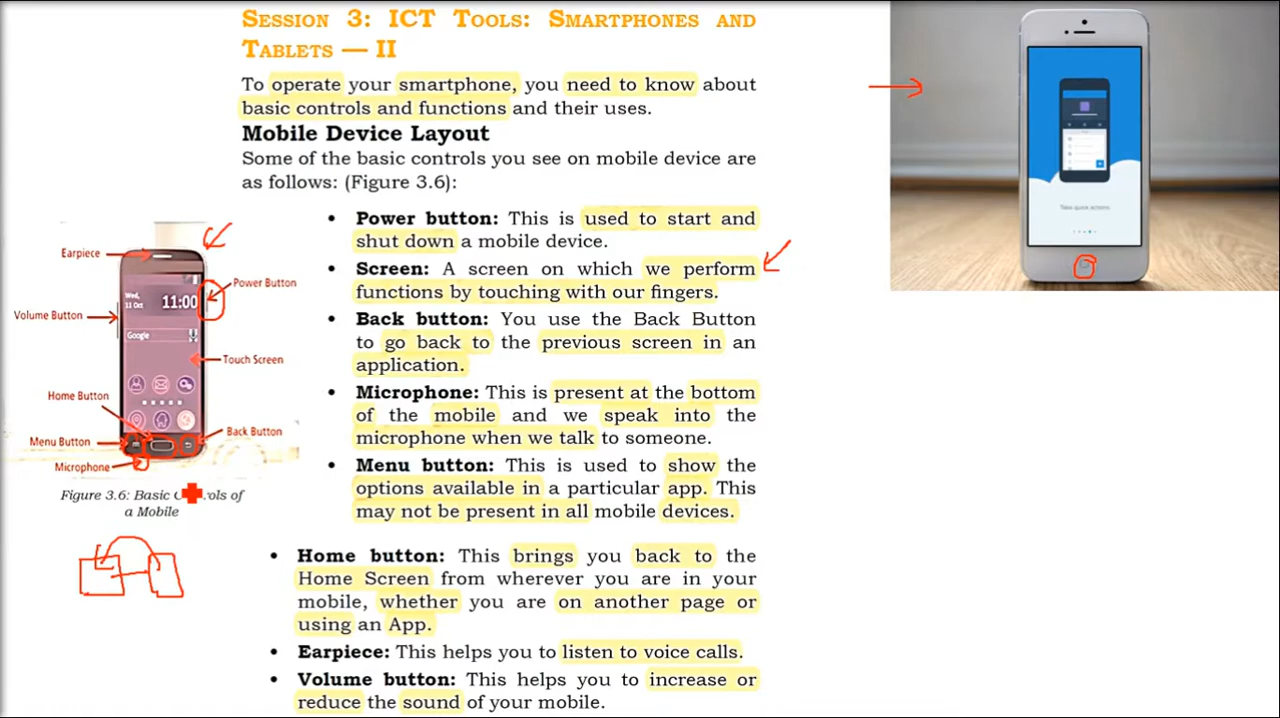 SESSION 3: ICT TOOLS: SMARTPHONES AND
TABLETS — II
To operate your smartphone, you need to know about
basic controls and functions and their uses.
Mobile Device Layout
Some of the basic controls you see on mobile device are
as follows: (Figure 3.6):
• Power button: This is used to start and
shut down a mobile device.
• Screen: A screen on which we perform
functions by touching with our fingers.
• Back button: You use the Back Button
to go back to the previous screen in an
application.
• Microphone: This is present at the bottom
of the mobile and we speak into the
microphone when we talk to someone.
• Menu button: This is used to show the
options available in a particular app. This
may not be present in all mobile devices.
• Home button: This brings you back to the
Home Screen from wherever you are in your
mobile, whether you are on another page or
using an App.
• Earpiece: This helps you to listen to voice calls.
• Volume button: This helps you to increase or
reduce the sound of your mobile.
Earpiece
Power Button
Wed,
11 Oct
11:00
Volume Button
Google
Touch Screen
Home Button
Back Button
Menu Button
Microphone
Figure 3.6: Basic C rols of
a Mobile
Take quick screens